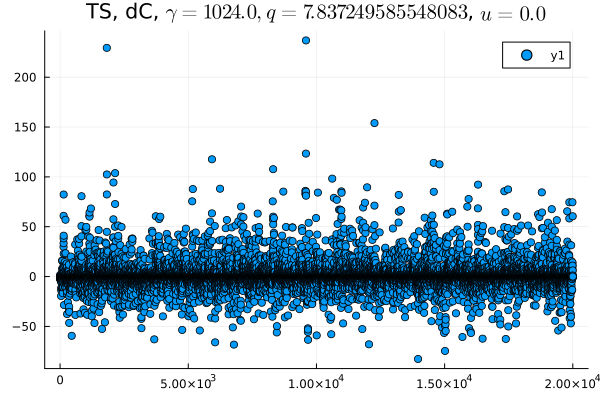 TS, dC, γ = 1024.0, q = 7.837249585548083, u = 0.0
y1
200
150
100
50
0
−50
0 5.00×10³ 1.00×10⁴ 1.50×10⁴ 2.00×10⁴